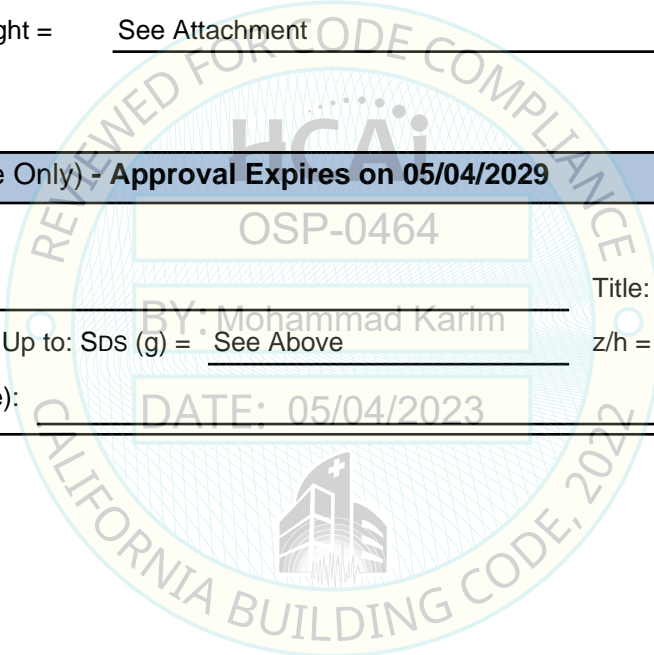 ght = See Attachment
REVIEWED FOR CODE COMPLIANCE
HCAi
e Only) - Approval Expires on 05/04/2029
OSP-0464
Title:
BY: Mohammad Karim
Up to: SDS (g) = See Above z/h =
e):
DATE: 05/04/2023
CALIFORNIA BUILDING CODE, 2022